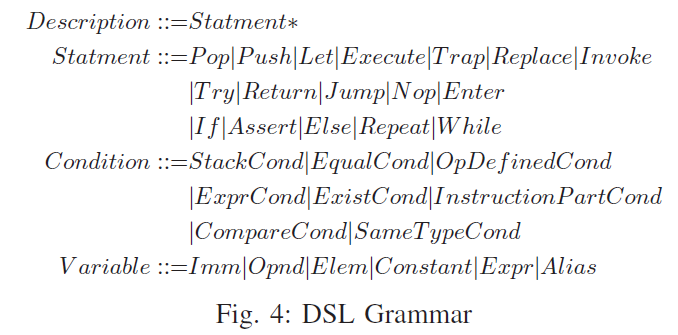 Description ::=Statment*
Statment ::=Pop|Push|Let|Execute|Trap|Replace|Invoke
|Try|Return|Jump|Nop|Enter
|If|Assert|Else|Repeat|While
Condition ::=StackCond|EqualCond|OpDefinedCond
|ExprCond|ExistCond|InstructionPartCond
|CompareCond|SameTypeCond
Variable ::=Imm|Opnd|Elem|Constant|Expr|Alias
Fig. 4: DSL Grammar